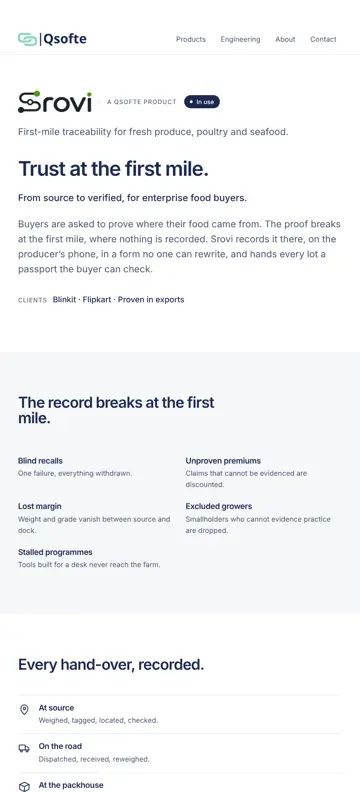 Qsofte
Products Engineering About Contact
Srovi A QSOFTE PRODUCT In use
First-mile traceability for fresh produce, poultry and seafood.
Trust at the first mile.
From source to verified, for enterprise food buyers.
Buyers are asked to prove where their food came from. The proof breaks
at the first mile, where nothing is recorded. Srovi records it there, on the
producer's phone, in a form no one can rewrite, and hands every lot a
passport the buyer can check.
CLIENTS Blinkit · Flipkart · Proven in exports
The record breaks at the first
mile.
Blind recalls
One failure, everything withdrawn.
Unproven premiums
Claims that cannot be evidenced are
discounted.
Lost margin
Weight and grade vanish between source and
dock.
Excluded growers
Smallholders who cannot evidence practice
are dropped.
Stalled programmes
Tools built for a desk never reach the farm.
Every hand-over, recorded.
At source
Weighed, tagged, located, checked.
On the road
Dispatched, received, reweighed.
At the packhouse